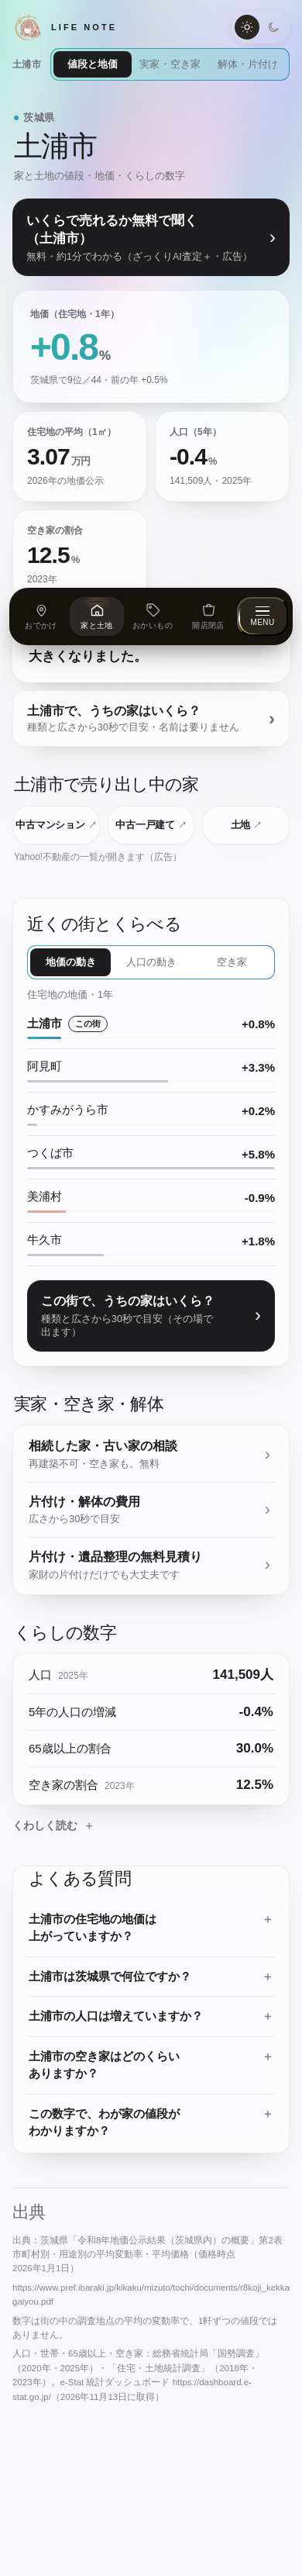 LIFE NOTE
土浦市
値段と地価
実家・空き家
解体・片付け
茨城県
土浦市
家と土地の値段・地価・くらしの数字
いくらで売れるか無料で聞く
（土浦市）
無料・約1分でわかる（ざっくりAI査定＋・広告）
›
地価（住宅地・1年）
+0.8%
茨城県で9位／44・前の年 +0.5%
住宅地の平均（1㎡）
3.07万円
2026年の地価公示
人口（5年）
-0.4%
141,509人・2025年
空き家の割合
12.5%
2023年
おでかけ
家と土地
おかいもの
開店閉店
MENU
大きくなりました。
土浦市で、うちの家はいくら？
種類と広さから30秒で目安・名前は要りません
›
土浦市で売り出し中の家
中古マンション ↗
中古一戸建て ↗
土地 ↗
Yahoo!不動産の一覧が開きます（広告）
近くの街とくらべる
地価の動き
人口の動き
空き家
住宅地の地価・1年
土浦市 この街 +0.8%
阿見町 +3.3%
かすみがうら市 +0.2%
つくば市 +5.8%
美浦村 -0.9%
牛久市 +1.8%
この街で、うちの家はいくら？
種類と広さから30秒で目安（その場で
出ます）
›
実家・空き家・解体
相続した家・古い家の相談
再建築不可・空き家も。無料
›
片付け・解体の費用
広さから30秒で目安
›
片付け・遺品整理の無料見積り
家財の片付けだけでも大丈夫です
›
くらしの数字
人口 2025年 141,509人
5年の人口の増減 -0.4%
65歳以上の割合 30.0%
空き家の割合 2023年 12.5%
くわしく読む +
よくある質問
土浦市の住宅地の地価は
上がっていますか？ +
土浦市は茨城県で何位ですか？ +
土浦市の人口は増えていますか？ +
土浦市の空き家はどのくらい
ありますか？ +
この数字で、わが家の値段が
わかりますか？ +
出典
出典：茨城県「令和8年地価公示結果（茨城県内）の概要」第2表
市町村別・用途別の平均変動率・平均価格（価格時点
2026年1月1日）
https://www.pref.ibaraki.jp/kikaku/mizuto/tochi/documents/r8koji_kekka
gaiyou.pdf
数字は街の中の調査地点の平均の変動率で、1軒ずつの値段では
ありません。
人口・世帯・65歳以上・空き家：総務省統計局「国勢調査」
（2020年・2025年）・「住宅・土地統計調査」（2018年・
2023年）。e-Stat 統計ダッシュボード https://dashboard.e-
stat.go.jp/（2026年11月13日に取得）